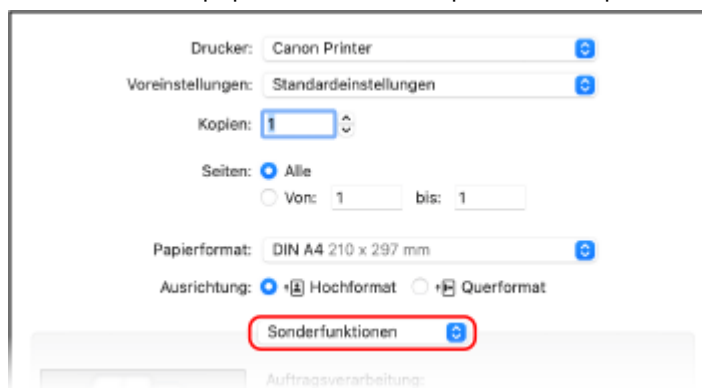 Drucker: Canon Printer
Voreinstellungen: Standardeinstellungen
Kopien: 1
Seiten: Alle
Von: 1 bis: 1
Papierformat: DIN A4 210 x 297 mm
Ausrichtung: Hochformat Querformat
Sonderfunktionen
Auftragsverarbeitung: